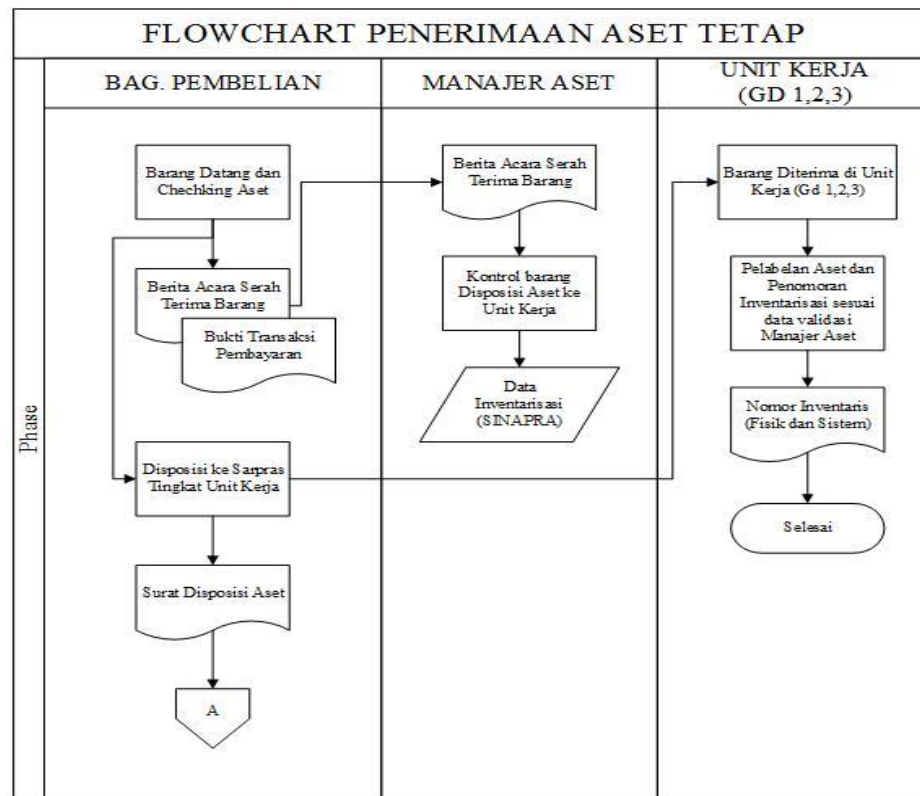 FLOWCHART PENERIMAAN ASET TETAP
Phase
BAG. PEMBELIAN
MANAJER ASET
UNIT KERJA
(GD 1,2,3)
Barang Datang dan
Chechking Aset
Berita Acara Serah
Terima Barang
Bukti Transaksi
Pembayaran
Disposisi ke Sarpras
Tingkat Unit Kerja
Surat Disposisi Aset
A
Berita Acara Serah
Terima Barang
Kontrol barang
Disposisi Aset ke
Unit Kerja
Data
Inventarisasi
(SINAPRA)
Barang Diterima di Unit
Kerja (Gd 1,2,3)
Pelabelan Aset dan
Penomoran
Inventarisasi sesuai
data validasi
Manajer Aset
Nomor Inventaris
(Fisik dan Sistem)
Selesai